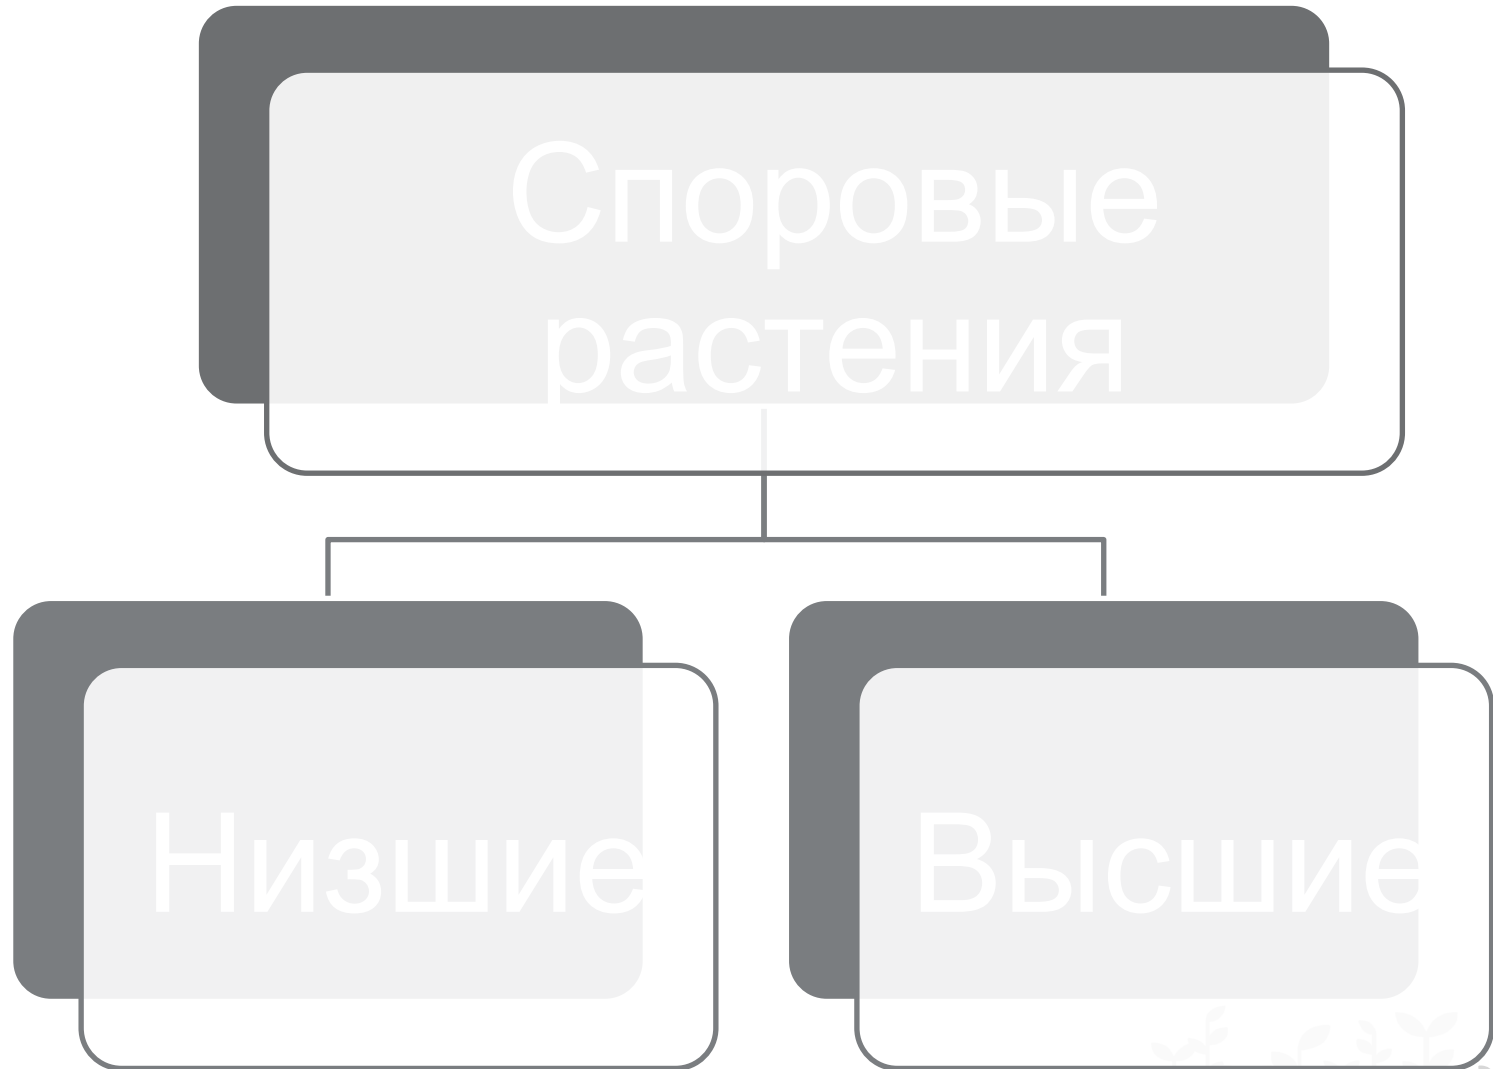 Споровые
растения
Низшие
Высшие